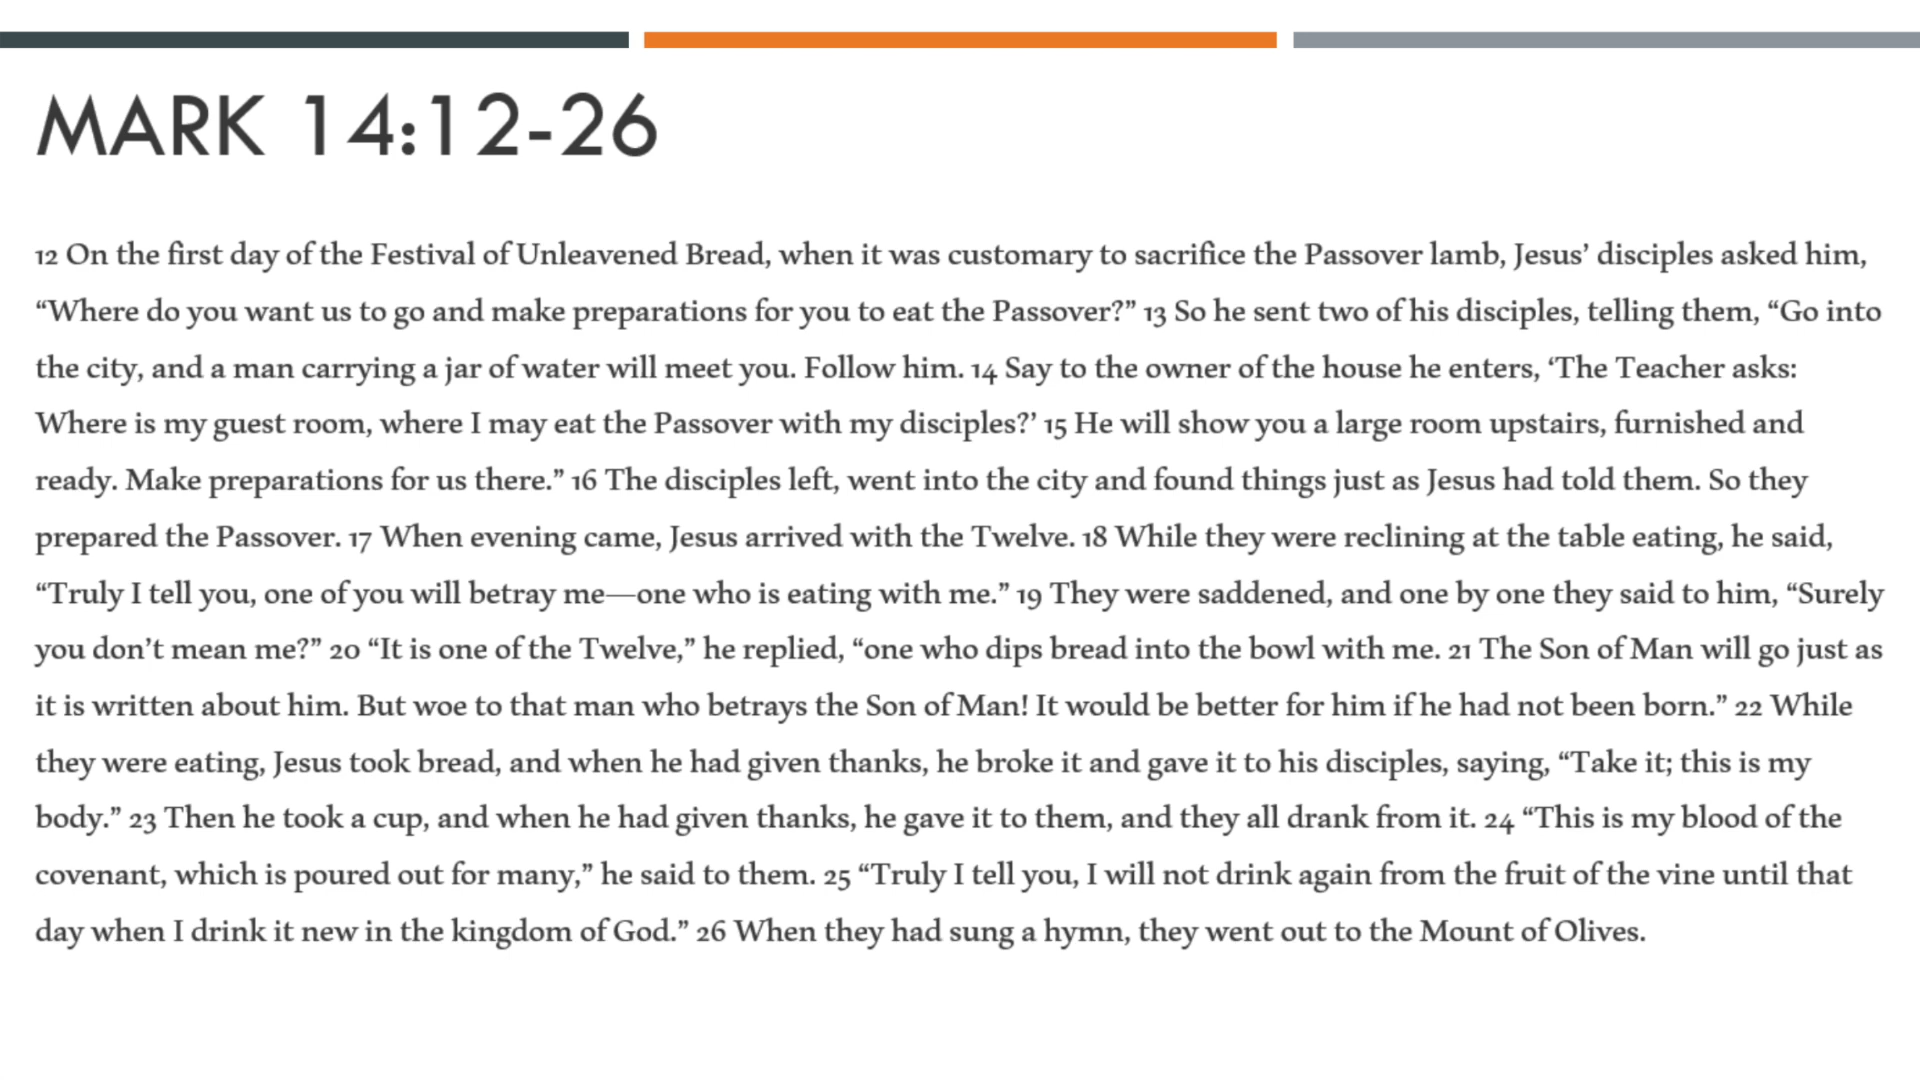 MARK 14:12-26
12 On the first day of the Festival of Unleavened Bread, when it was customary to sacrifice the Passover lamb, Jesus’ disciples asked him,
“Where do you want us to go and make preparations for you to eat the Passover?” 13 So he sent two of his disciples, telling them, “Go into
the city, and a man carrying a jar of water will meet you. Follow him. 14 Say to the owner of the house he enters, ‘The Teacher asks:
Where is my guest room, where I may eat the Passover with my disciples?’ 15 He will show you a large room upstairs, furnished and
ready. Make preparations for us there.” 16 The disciples left, went into the city and found things just as Jesus had told them. So they
prepared the Passover. 17 When evening came, Jesus arrived with the Twelve. 18 While they were reclining at the table eating, he said,
“Truly I tell you, one of you will betray me—one who is eating with me.” 19 They were saddened, and one by one they said to him, “Surely
you don’t mean me?” 20 “It is one of the Twelve,” he replied, “one who dips bread into the bowl with me. 21 The Son of Man will go just as
it is written about him. But woe to that man who betrays the Son of Man! It would be better for him if he had not been born.” 22 While
they were eating, Jesus took bread, and when he had given thanks, he broke it and gave it to his disciples, saying, “Take it; this is my
body.” 23 Then he took a cup, and when he had given thanks, he gave it to them, and they all drank from it. 24 “This is my blood of the
covenant, which is poured out for many,” he said to them. 25 “Truly I tell you, I will not drink again from the fruit of the vine until that
day when I drink it new in the kingdom of God.” 26 When they had sung a hymn, they went out to the Mount of Olives.